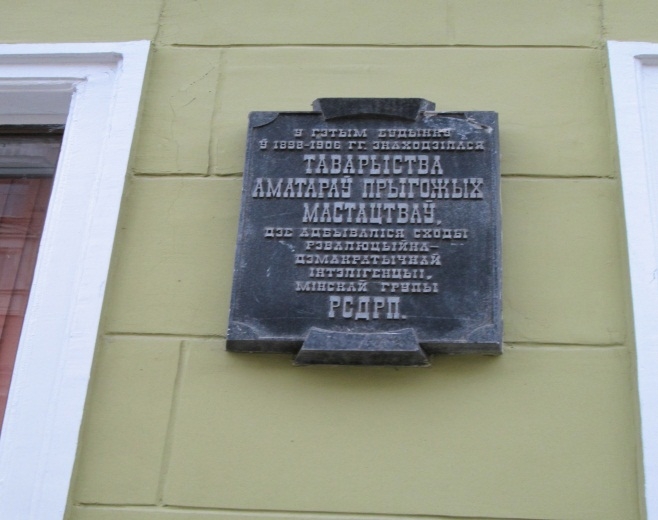 У ГЭТЫМ БУДЫНКУ
Ў 1898-1906 ГГ. ЗНАХОДЗІЛАСЯ
ТАВАРЫСТВА
АМАТАРАЎ ПРЫГОЖЫХ
МАСТАЦТВАЎ,
ДЗЕ АДБЫВАЛІСЯ СХОДЫ
РЭВАЛЮЦЫЙНА-
ДЭМАКРАТЫЧНАЙ
ІНТЭЛІГЕНЦЫІ,
МІНСКАЙ ГРУПЫ
РСДРП.